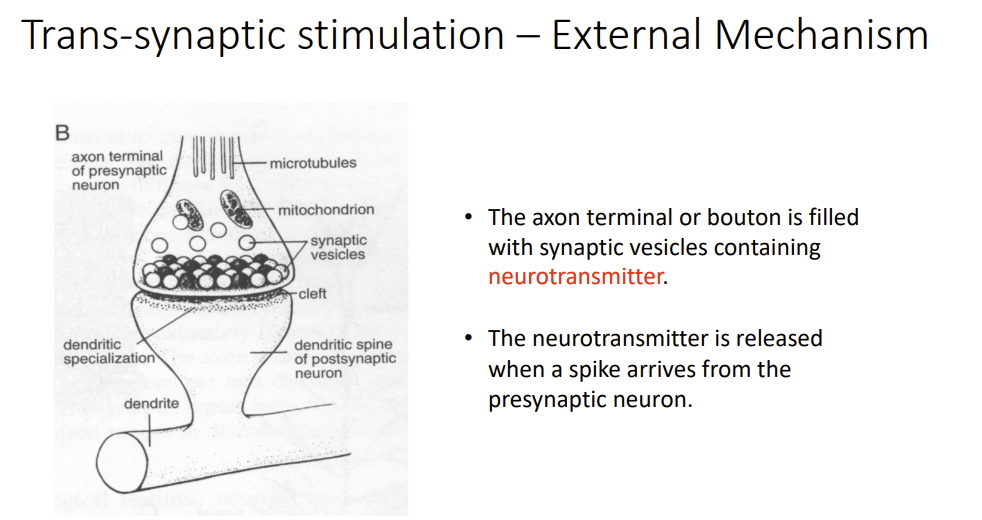 Trans-synaptic stimulation – External Mechanism
B
axon terminal
of presynaptic
neuron
microtubules
mitochondrion
synaptic
vesicles
cleft
dendritic
specialization
dendritic spine
of postsynaptic
neuron
dendrite
• The axon terminal or bouton is filled
with synaptic vesicles containing
neurotransmitter.
• The neurotransmitter is released
when a spike arrives from the
presynaptic neuron.